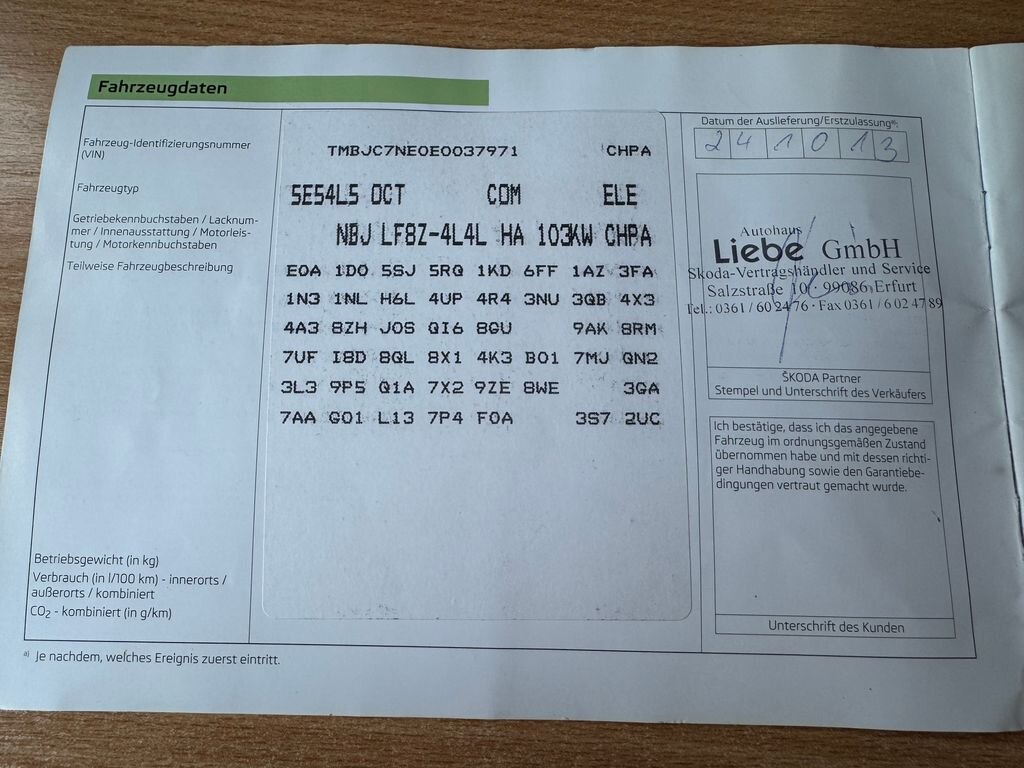 Fahrzeugdaten
Fahrzeug-Identifizierungsnummer
(VIN)
TMBJC7NE0E0037971 CHPA
Fahrzeugtyp
5E54L5 OCT COM ELE
Getriebekennbuchstaben / Lacknum-
mer / Innenausstattung / Motorleis-
tung / Motorkennbuchstaben
NBJ LF8Z-4L4L HA 103KW CHPA
Teilweise Fahrzeugbeschreibung
E0A 1D0 5SJ 5RQ 1KD 6FF 1AZ 3FA
1N3 1NL H6L 4UP 4R4 3NU 3QB 4X3
4A3 8ZH J0S QI6 8GU 9AK 8RM
7UF I8D 8QL 8X1 4K3 B01 7MJ QN2
3L3 9P5 Q1A 7X2 9ZE 8WE 3GA
7AA G01 L13 7P4 F0A 3S7 2UC
Betriebsgewicht (in kg)
Verbrauch (in l/100 km) - innerorts /
außerorts / kombiniert
CO2 - kombiniert (in g/km)
a) Je nachdem, welches Ereignis zuerst eintritt.
Datum der Auslieferung/Erstzulassung a):
241013
Autohaus
Liebe GmbH
Skoda-Vertragshändler und Service
Salzstraße 10 · 99086 Erfurt
Tel.: 0361 / 60 24 76 · Fax 0361 / 6 02 47 89
ŠKODA Partner
Stempel und Unterschrift des Verkäufers
Ich bestätige, dass ich das angegebene
Fahrzeug im ordnungsgemäßen Zustand
übernommen habe und mit dessen richti-
ger Handhabung sowie den Garantiebe-
dingungen vertraut gemacht wurde.
Unterschrift des Kunden